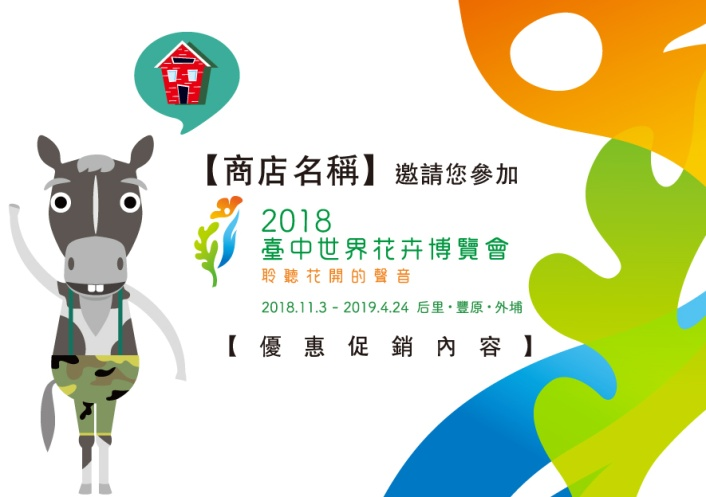 【商店名稱】邀請您參加
2018
臺中世界花卉博覽會
聆聽花開的聲音
2018.11.3 - 2019.4.24 后里・豐原・外埔
【優惠促銷內容】